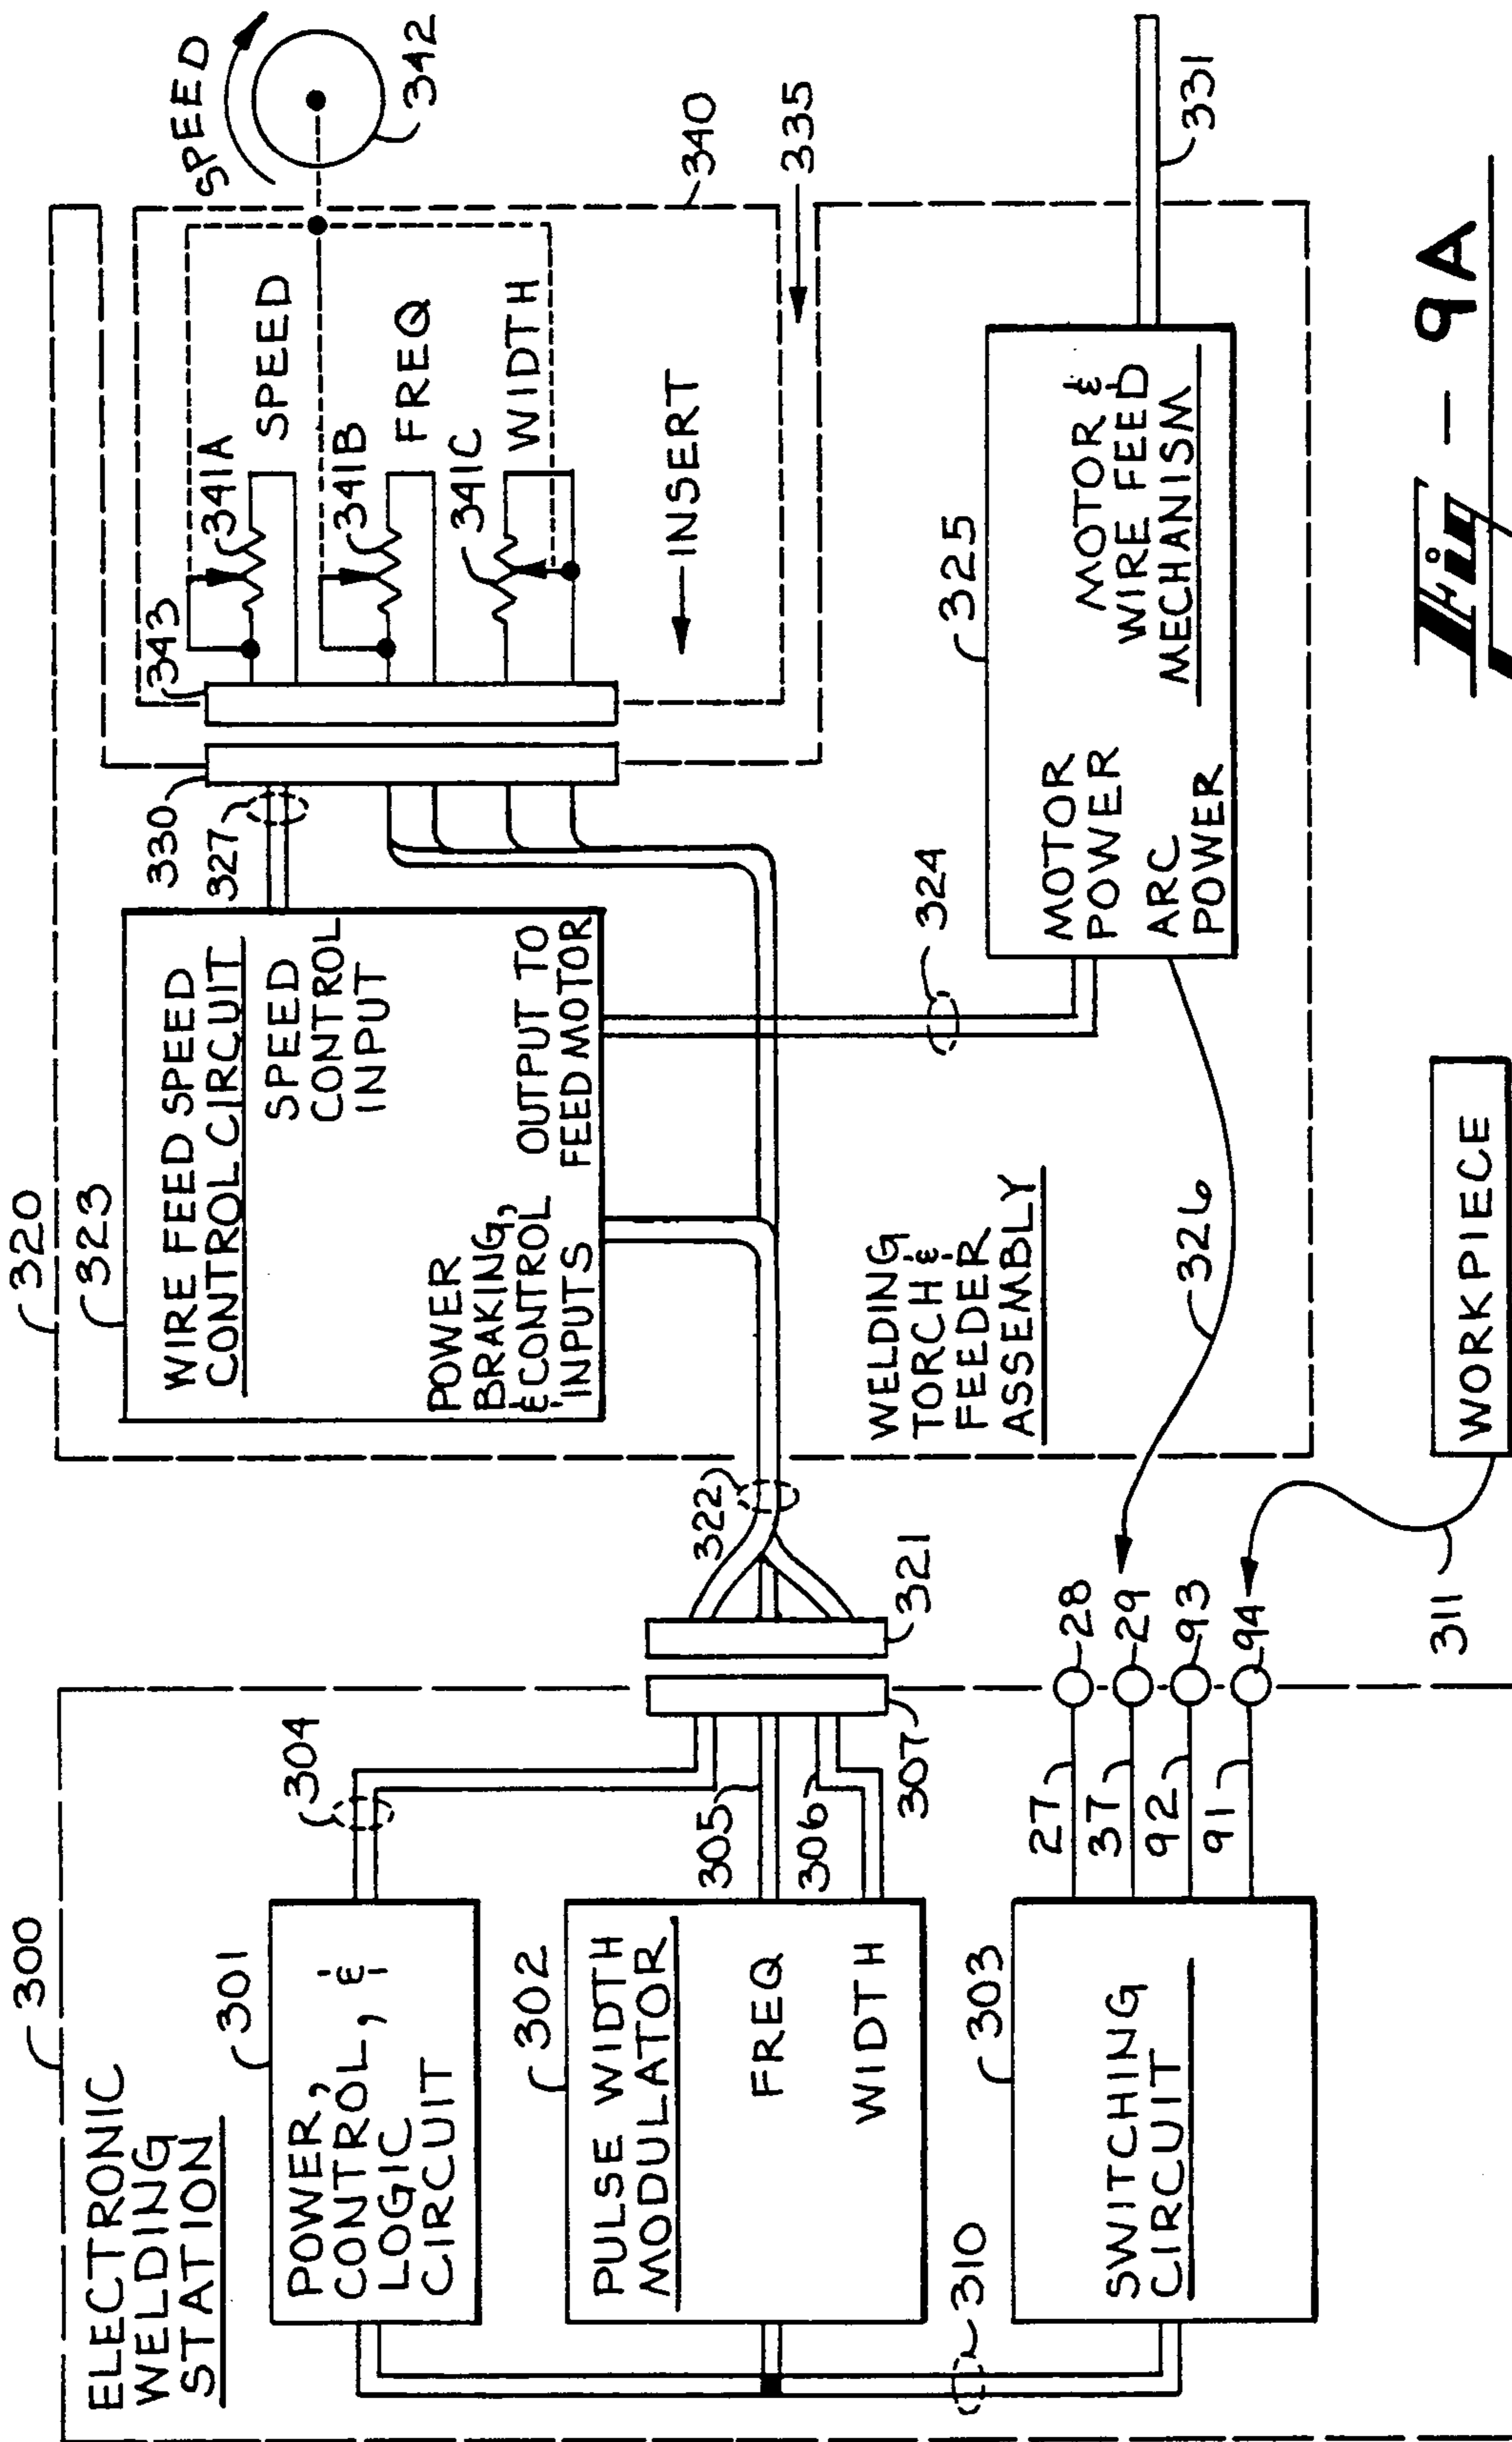 ELECTRONIC
WELDING
STATION
300
301
POWER,
CONTROL, &
LOGIC
CIRCUIT
304
302
PULSE WIDTH
MODULATOR
FREQ
WIDTH
305
306
307
303
SWITCHING
CIRCUIT
310
27
37
92
91
28
29
93
94
311
WORKPIECE
321
322
320
323
WIRE FEED SPEED
CONTROL CIRCUIT
SPEED
CONTROL
INPUT
POWER
BRAKING,
& CONTROL
INPUTS
OUTPUT TO
FEED MOTOR
WELDING
TORCH &
FEEDER
ASSEMBLY
324
326
327
330
343
341A
SPEED
341B
FREQ
341C
WIDTH
INSERT
SPEED
342
340
335
325
MOTOR
POWER
ARC
POWER
MOTOR &
WIRE FEED
MECHANISM
331
Fig - 9A